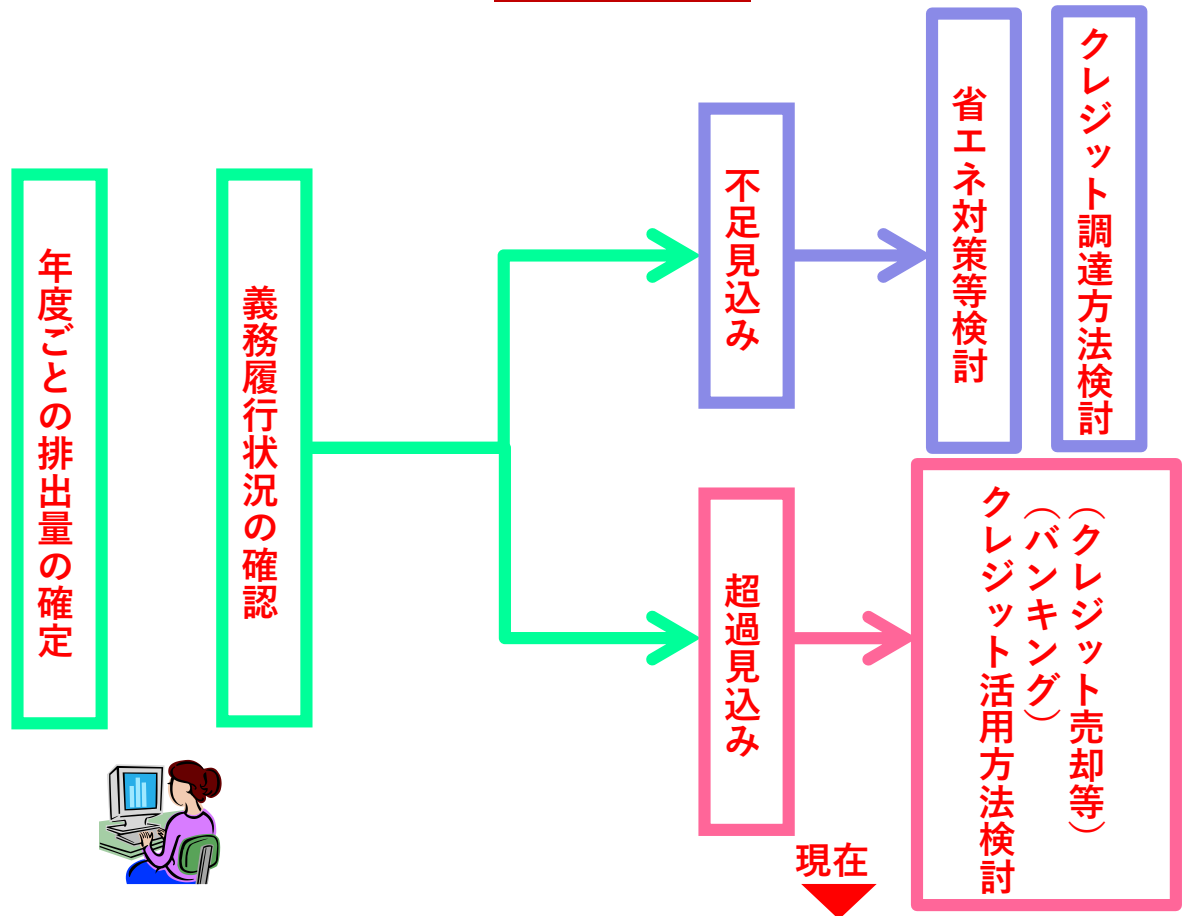 年度ごとの排出量の確定
義務履行状況の確認
不足見込み
省エネ対策等検討
クレジット調達方法検討
超過見込み
クレジット活用方法検討
（バンキング）
（クレジット売却等）
現在